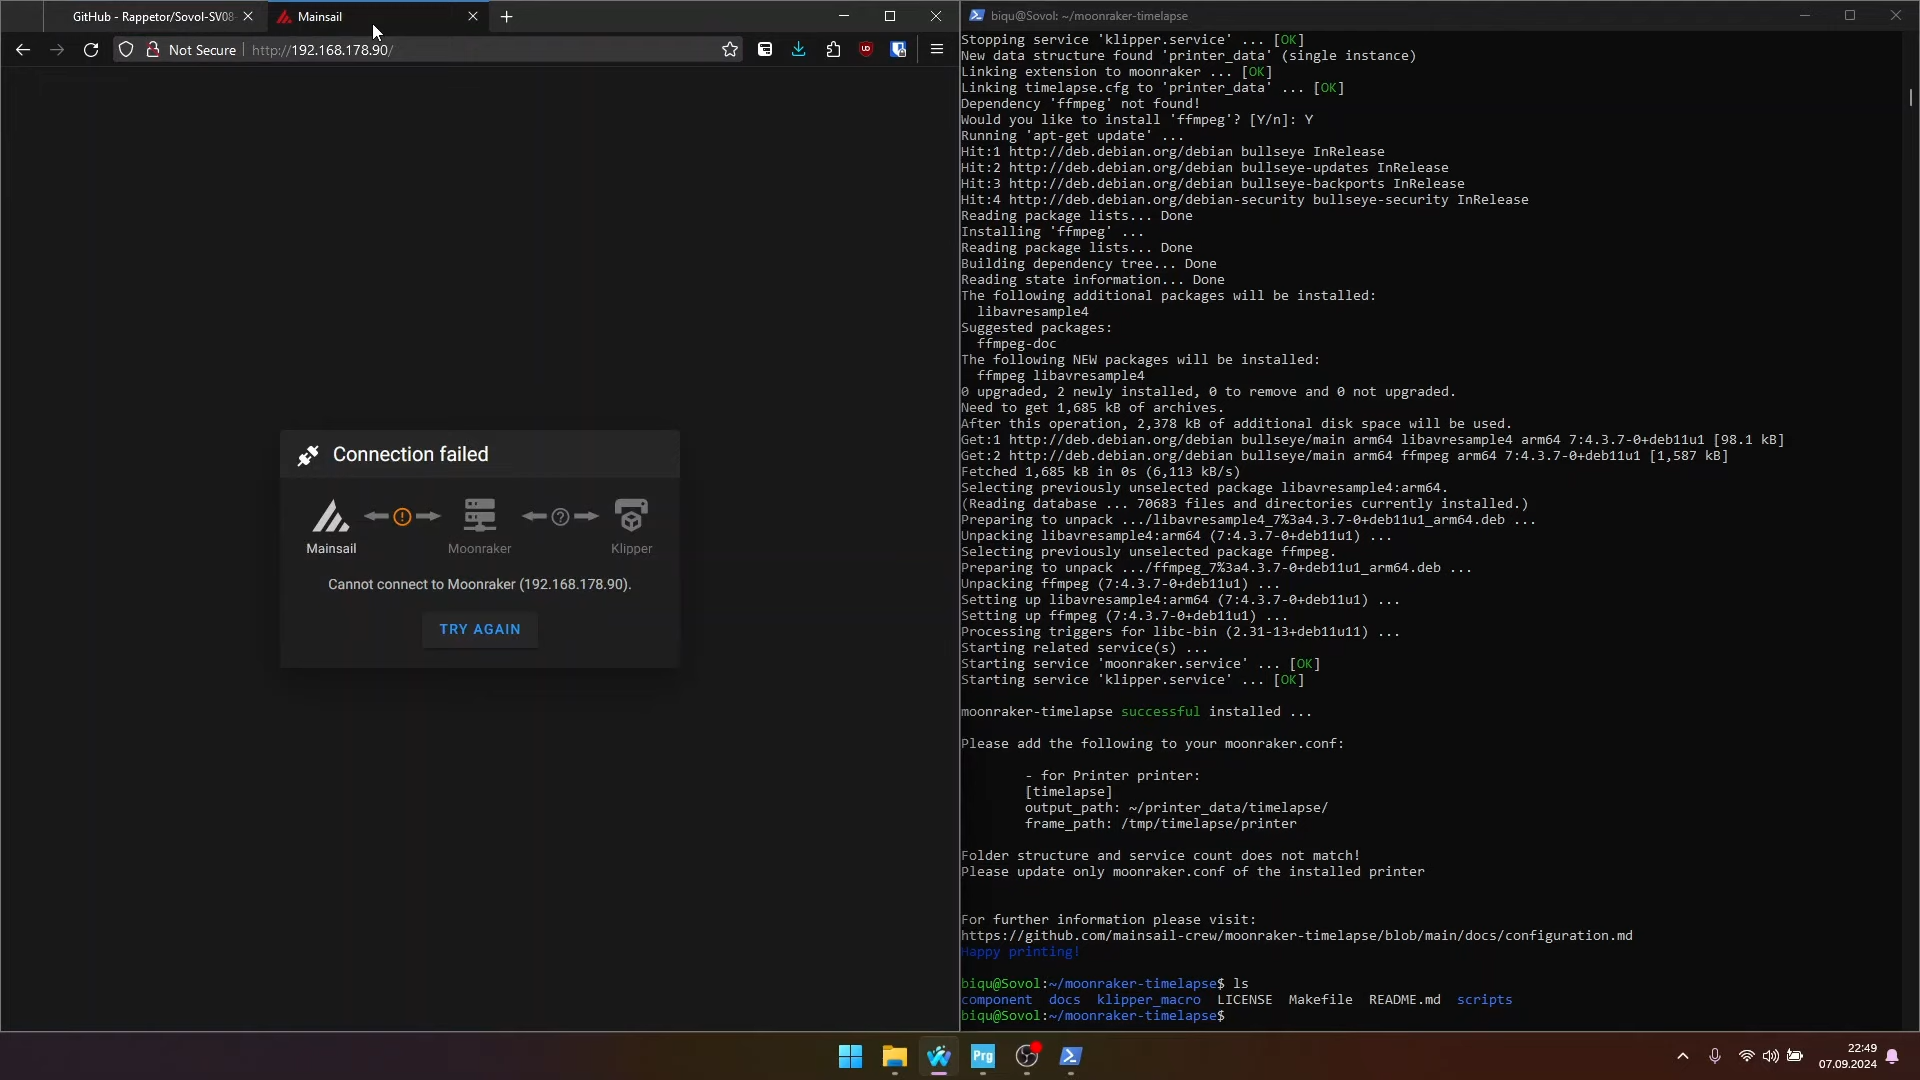 GitHub - Rappetor/Sovol-SV08-
Mainsail
Not Secure
http://192.168.178.90/
Connection failed
Mainsail
Moonraker
Klipper
Cannot connect to Moonraker (192.168.178.90).
TRY AGAIN
biqu@Sovol: ~/moonraker-timelapse
Stopping service 'klipper.service' ... [OK]
New data structure found 'printer_data' (single instance)
Linking extension to moonraker ... [OK]
Linking timelapse.cfg to 'printer_data' ... [OK]
Dependency 'ffmpeg' not found!
Would you like to install 'ffmpeg'? [Y/n]: Y
Running 'apt-get update' ...
Hit:1 http://deb.debian.org/debian bullseye InRelease
Hit:2 http://deb.debian.org/debian bullseye-updates InRelease
Hit:3 http://deb.debian.org/debian bullseye-backports InRelease
Hit:4 http://deb.debian.org/debian-security bullseye-security InRelease
Reading package lists... Done
Installing 'ffmpeg' ...
Reading package lists... Done
Building dependency tree... Done
Reading state information... Done
The following additional packages will be installed:
libavresample4
Suggested packages:
ffmpeg-doc
The following NEW packages will be installed:
ffmpeg libavresample4
0 upgraded, 2 newly installed, 0 to remove and 0 not upgraded.
Need to get 1,685 kB of archives.
After this operation, 2,378 kB of additional disk space will be used.
Get:1 http://deb.debian.org/debian bullseye/main arm64 libavresample4 arm64 7:4.3.7-0+deb11u1 [98.1 kB]
Get:2 http://deb.debian.org/debian bullseye/main arm64 ffmpeg arm64 7:4.3.7-0+deb11u1 [1,587 kB]
Fetched 1,685 kB in 0s (6,113 kB/s)
Selecting previously unselected package libavresample4:arm64.
(Reading database ... 70683 files and directories currently installed.)
Preparing to unpack .../libavresample4_7%3a4.3.7-0+deb11u1_arm64.deb ...
Unpacking libavresample4:arm64 (7:4.3.7-0+deb11u1) ...
Selecting previously unselected package ffmpeg.
Preparing to unpack .../ffmpeg_7%3a4.3.7-0+deb11u1_arm64.deb ...
Unpacking ffmpeg (7:4.3.7-0+deb11u1) ...
Setting up libavresample4:arm64 (7:4.3.7-0+deb11u1) ...
Setting up ffmpeg (7:4.3.7-0+deb11u1) ...
Processing triggers for libc-bin (2.31-13+deb11u11) ...
Starting related service(s) ...
Starting service 'moonraker.service' ... [OK]
Starting service 'klipper.service' ... [OK]
moonraker-timelapse successful installed ...
Please add the following to your moonraker.conf:
- for Printer printer:
[timelapse]
output_path: ~/printer_data/timelapse/
frame_path: /tmp/timelapse/printer
Folder structure and service count does not match!
Please update only moonraker.conf of the installed printer
For further information please visit:
https://github.com/mainsail-crew/moonraker-timelapse/blob/main/docs/configuration.md
Happy printing!
biqu@Sovol:~/moonraker-timelapse$ ls
component docs klipper_macro LICENSE Makefile README.md scripts
biqu@Sovol:~/moonraker-timelapse$
Prg
22:49
07.09.2024